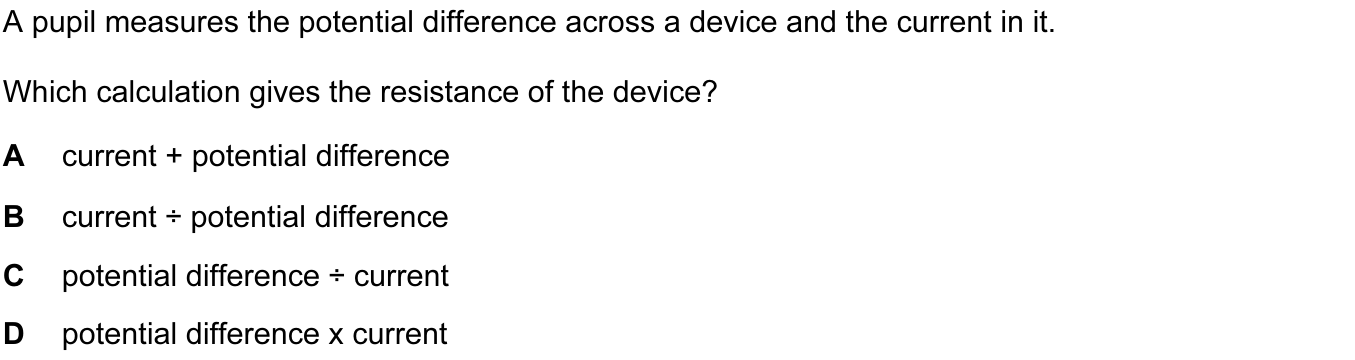 A pupil measures the potential difference across a device and the current in it.
Which calculation gives the resistance of the device?
A current + potential difference
B current ÷ potential difference
C potential difference ÷ current
D potential difference x current